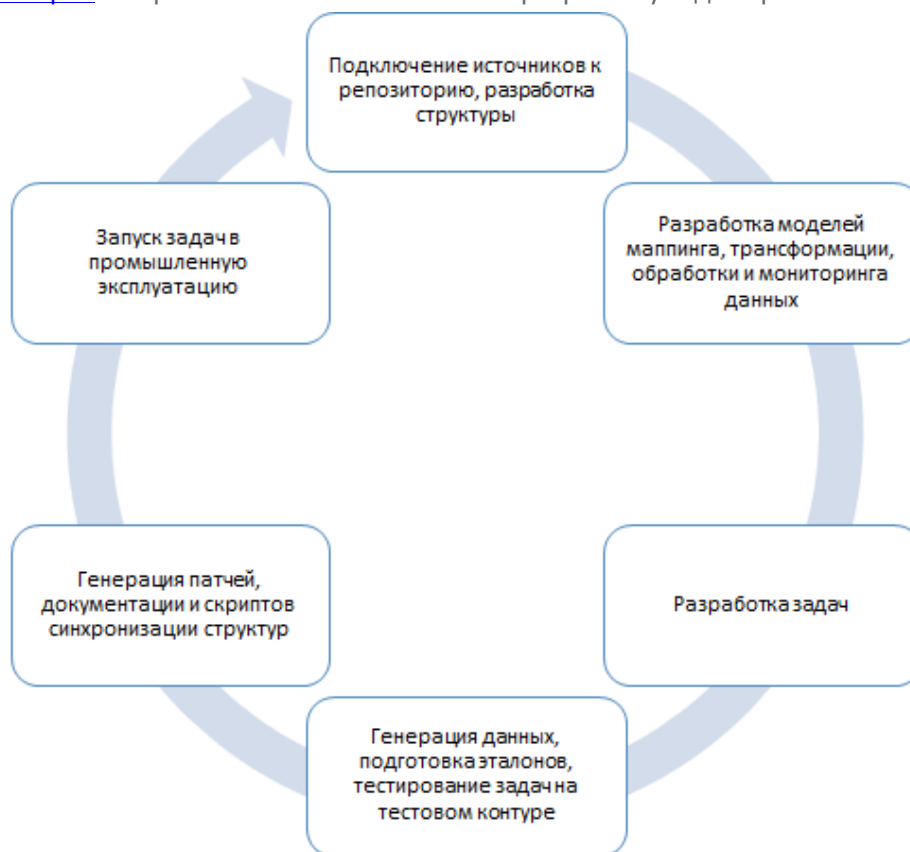 Подключение источников к
репозиторию, разработка
структуры
Разработка моделей
маппинга, трансформации,
обработки и мониторинга
данных
Разработка задач
Генерация данных,
подготовка эталонов,
тестирование задач на
тестовом контуре
Генерация патчей,
документации и скриптов
синхронизации структур
Запуск задач в
промышленную
эксплуатацию